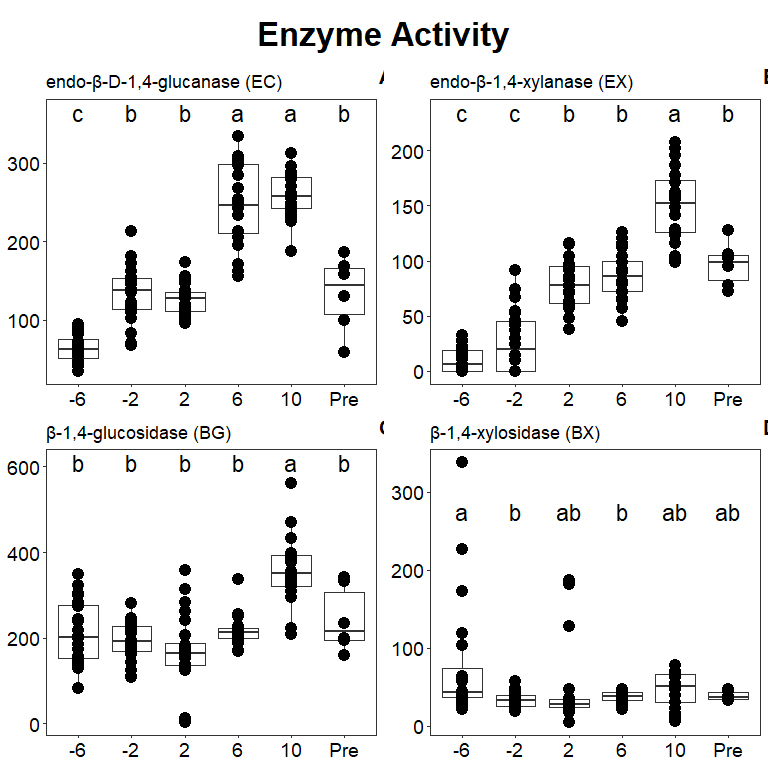 Enzyme Activity
endo-β-D-1,4-glucanase (EC)
c b b a a b
300
200
100
-6 -2 2 6 10 Pre
endo-β-1,4-xylanase (EX)
c c b b a b
200
150
100
50
0
-6 -2 2 6 10 Pre
β-1,4-glucosidase (BG)
b b b b a b
600
400
200
0
-6 -2 2 6 10 Pre
β-1,4-xylosidase (BX)
a b ab b ab ab
300
200
100
0
-6 -2 2 6 10 Pre